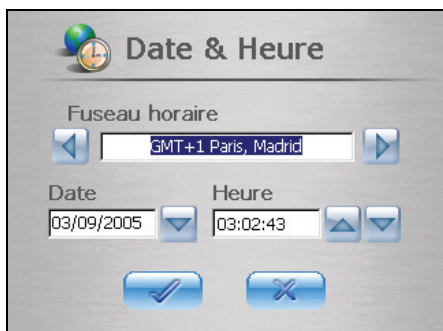 Date & Heure
Fuseau horaire
GMT+1 Paris, Madrid
Date Heure
03/09/2005 03:02:43